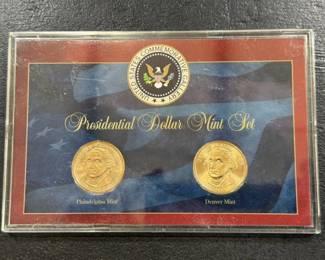 UNITED STATES COMMEMORATIVE GALLERY
Presidential Dollar Mint Set
Philadelphia Mint
Denver Mint